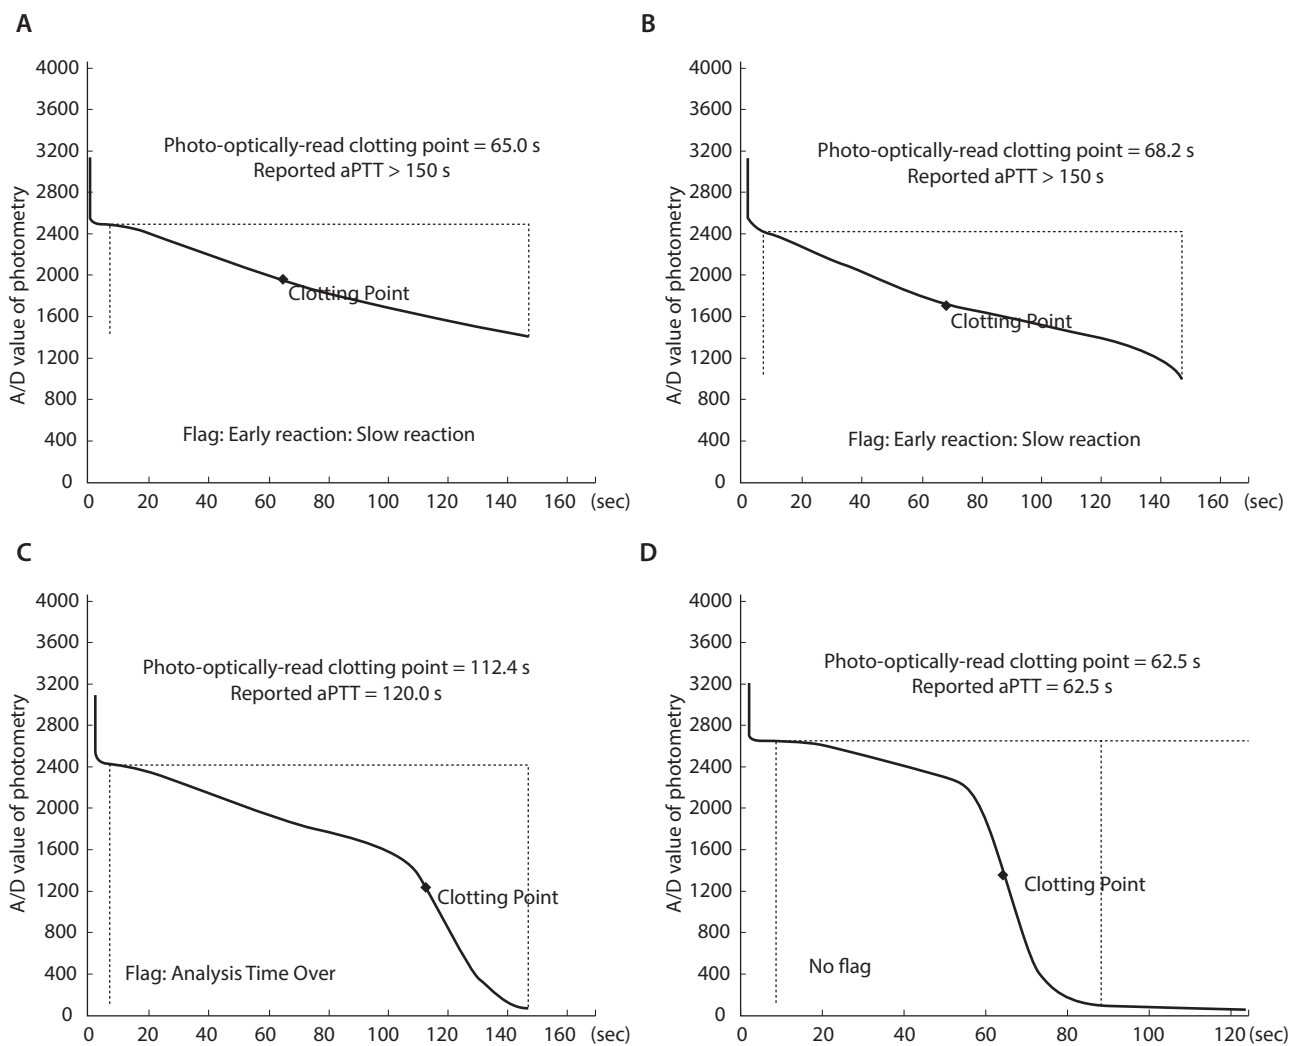 A
4000
3600
3200
2800
2400
2000
1600
1200
800
400
0
A/D value of photometry
Photo-optically-read clotting point = 65.0 s
Reported aPTT > 150 s
Clotting Point
Flag: Early reaction: Slow reaction
0 20 40 60 80 100 120 140 160 (sec)
B
4000
3600
3200
2800
2400
2000
1600
1200
800
400
0
A/D value of photometry
Photo-optically-read clotting point = 68.2 s
Reported aPTT > 150 s
Clotting Point
Flag: Early reaction: Slow reaction
0 20 40 60 80 100 120 140 160 (sec)
C
4000
3600
3200
2800
2400
2000
1600
1200
800
400
0
A/D value of photometry
Photo-optically-read clotting point = 112.4 s
Reported aPTT = 120.0 s
Clotting Point
Flag: Analysis Time Over
0 20 40 60 80 100 120 140 160 (sec)
D
4000
3600
3200
2800
2400
2000
1600
1200
800
400
0
A/D value of photometry
Photo-optically-read clotting point = 62.5 s
Reported aPTT = 62.5 s
Clotting Point
No flag
0 20 40 60 80 100 120 (sec)